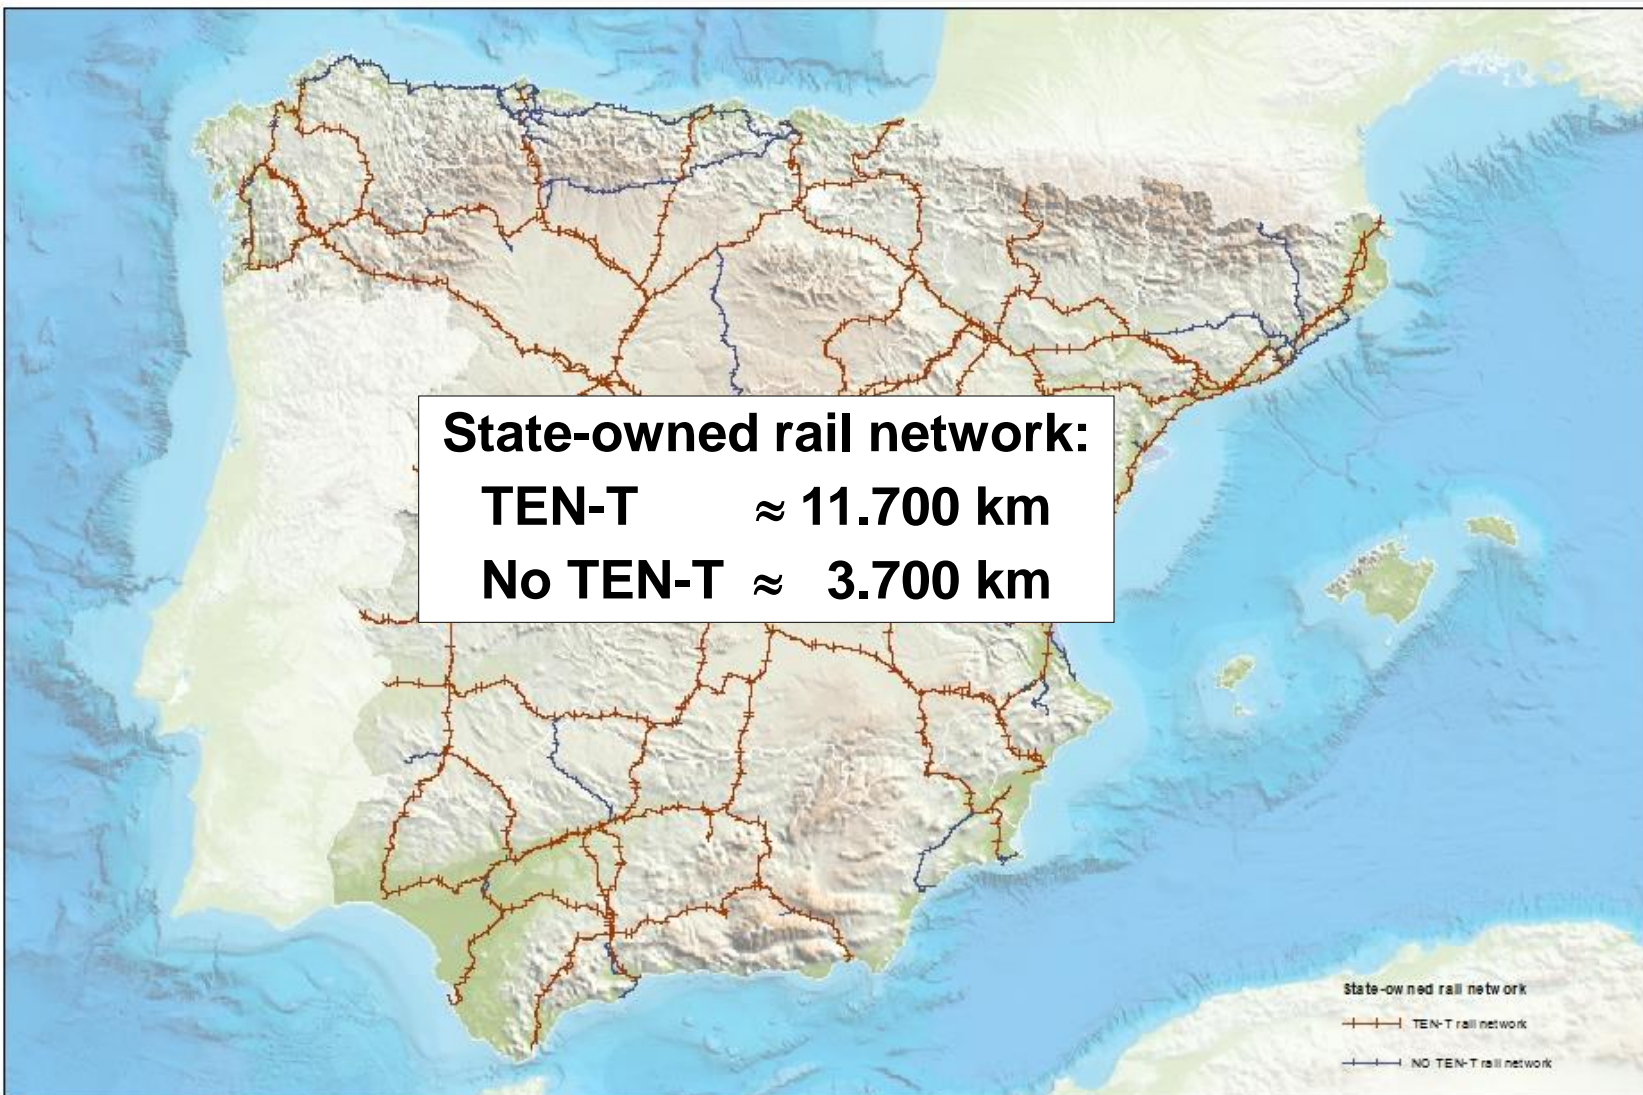 State-owned rail network:
TEN-T ≈ 11.700 km
No TEN-T ≈ 3.700 km
State-owned rail network
TEN-T rail network
NO TEN-T rail network